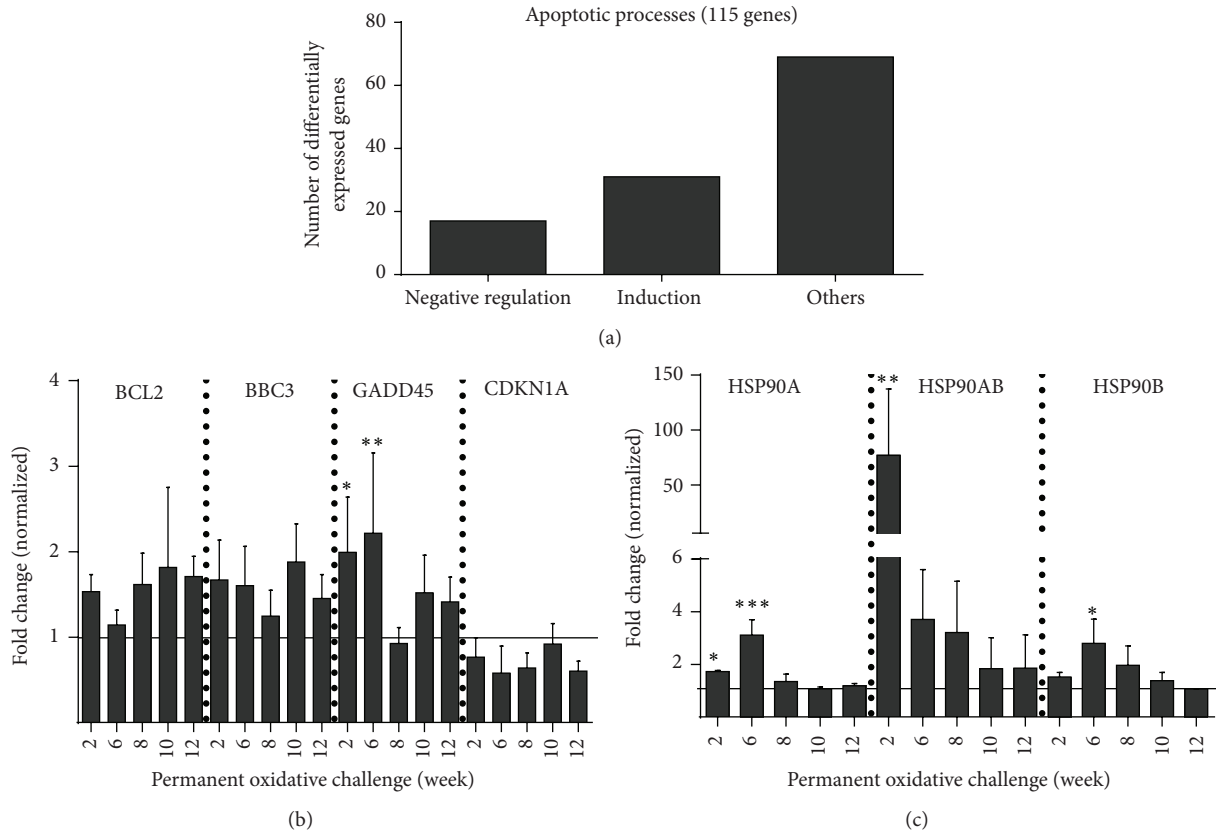 Apoptotic processes (115 genes)
Number of differentially
expressed genes
80
60
40
20
0
Negative regulation Induction Others
(a)
Fold change (normalized)
4
3
2
1
0
BCL2 BBC3 GADD45 CDKN1A
* **
2 6 8 10 12 2 6 8 10 12 2 6 8 10 12 2 6 8 10 12
Permanent oxidative challenge (week)
(b)
Fold change (normalized)
150
100
50
6
4
2
HSP90A HSP90AB HSP90B
* *** ** *
2 6 8 10 12 2 6 8 10 12 2 6 8 10 12
Permanent oxidative challenge (week)
(c)